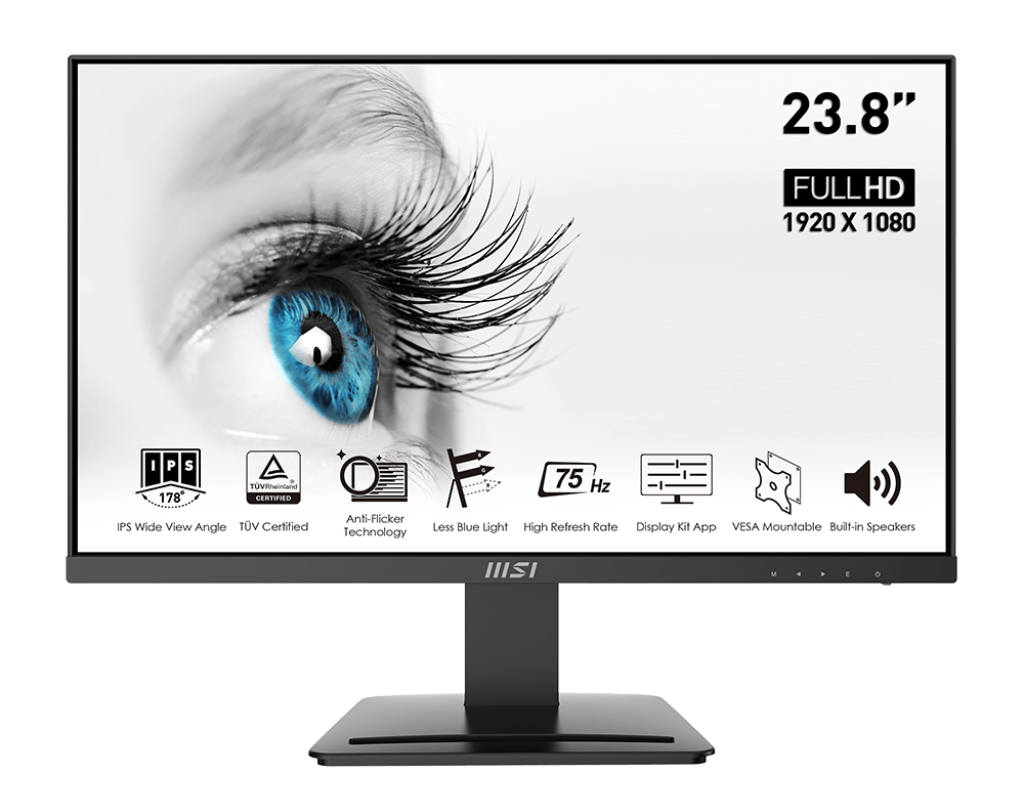 23.8”
FULL HD
1920 X 1080
IPS
178°
TÜVRheinland®
CERTIFIED
75 Hz
IPS Wide View Angle
TÜV Certified
Anti-Flicker
Technology
Less Blue Light
High Refresh Rate
Display Kit App
VESA Mountable
Built-in Speakers
msi
M
E